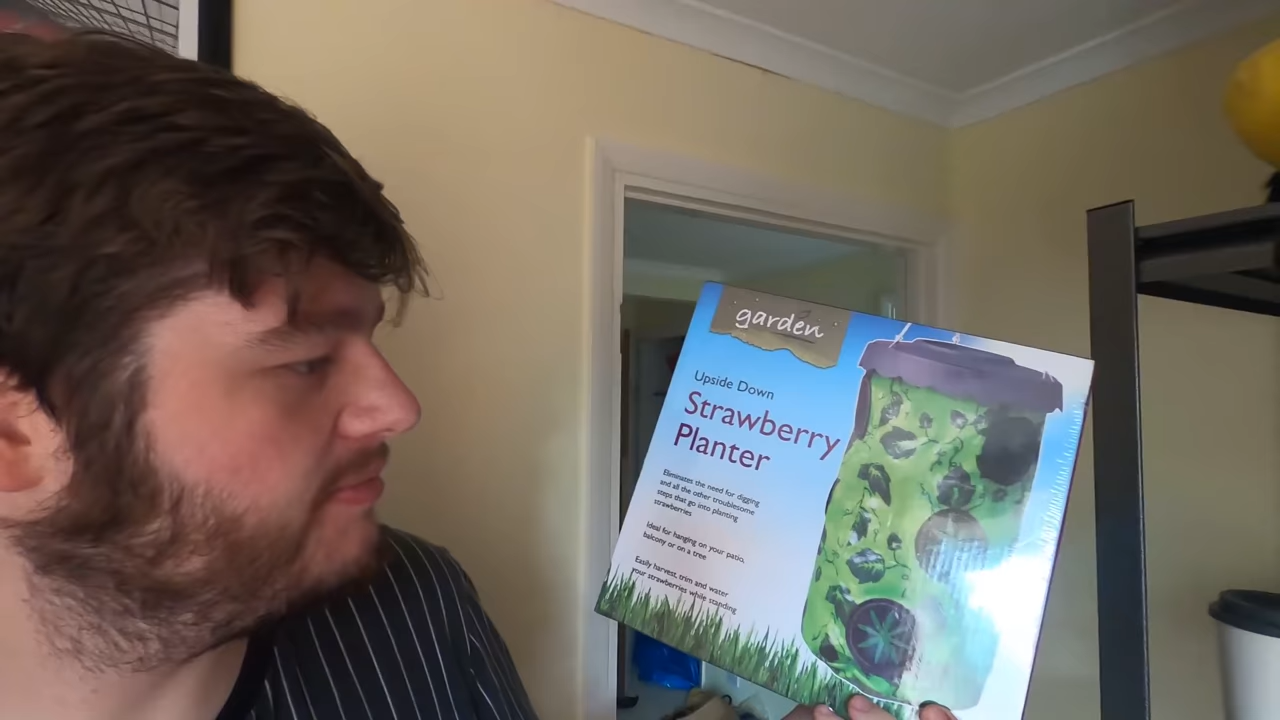 garden
Upside Down
Strawberry
Planter
Eliminates the need for digging
and all the other troublesome
steps that go into planting
strawberries
Ideal for hanging on your patio,
balcony or on a tree
Easily harvest, trim and water
your strawberries while standing